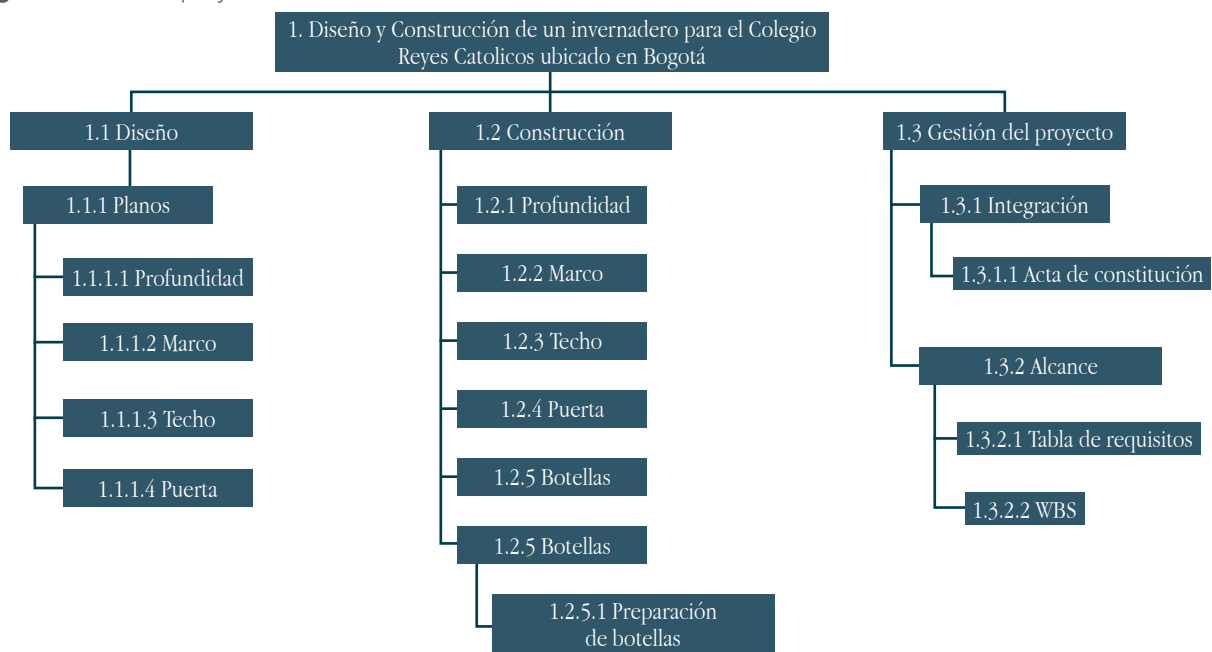 1. Diseño y Construcción de un invernadero para el Colegio
Reyes Catolicos ubicado en Bogotá
1.1 Diseño
1.1.1 Planos
1.1.1.1 Profundidad
1.1.1.2 Marco
1.1.1.3 Techo
1.1.1.4 Puerta
1.2 Construcción
1.2.1 Profundidad
1.2.2 Marco
1.2.3 Techo
1.2.4 Puerta
1.2.5 Botellas
1.2.5 Botellas
1.2.5.1 Preparación
de botellas
1.3 Gestión del proyecto
1.3.1 Integración
1.3.1.1 Acta de constitución
1.3.2 Alcance
1.3.2.1 Tabla de requisitos
1.3.2.2 WBS